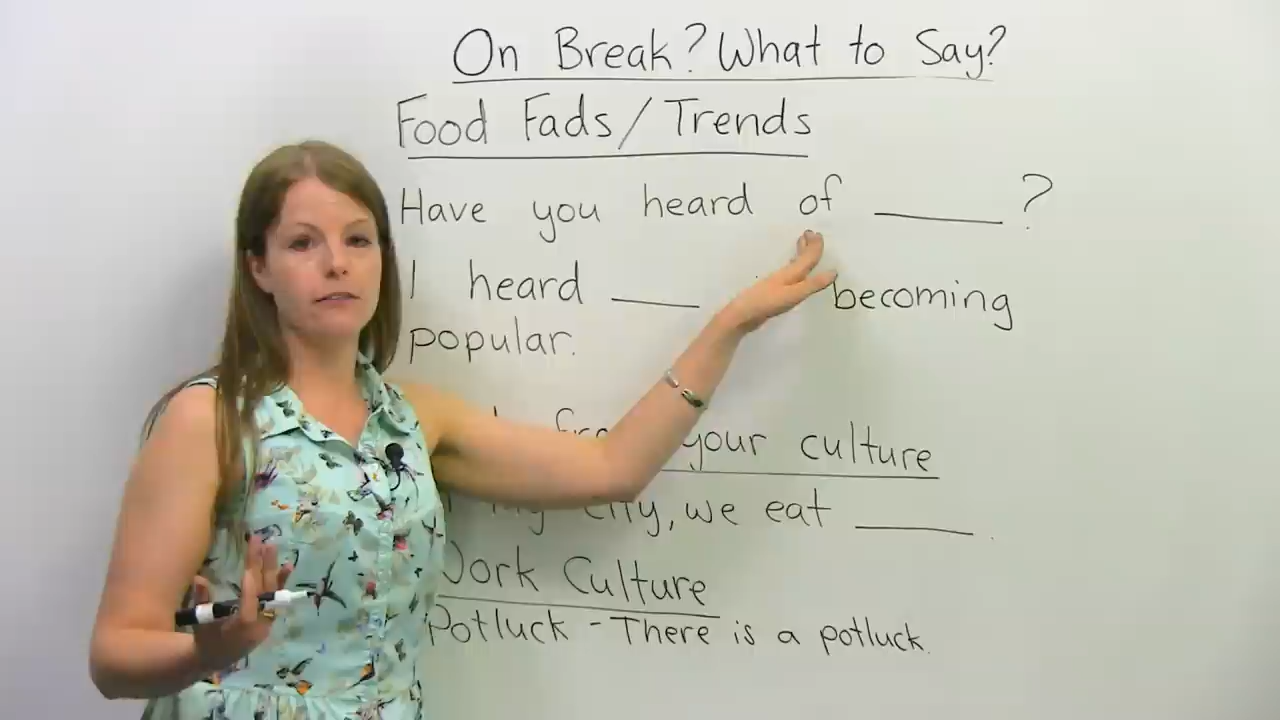 On Break? What to Say?
Food Fads/Trends
Have you heard of ____?
I heard ____ becoming
popular.
your culture
city, we eat ____.
Work Culture
Potluck - There is a potluck.